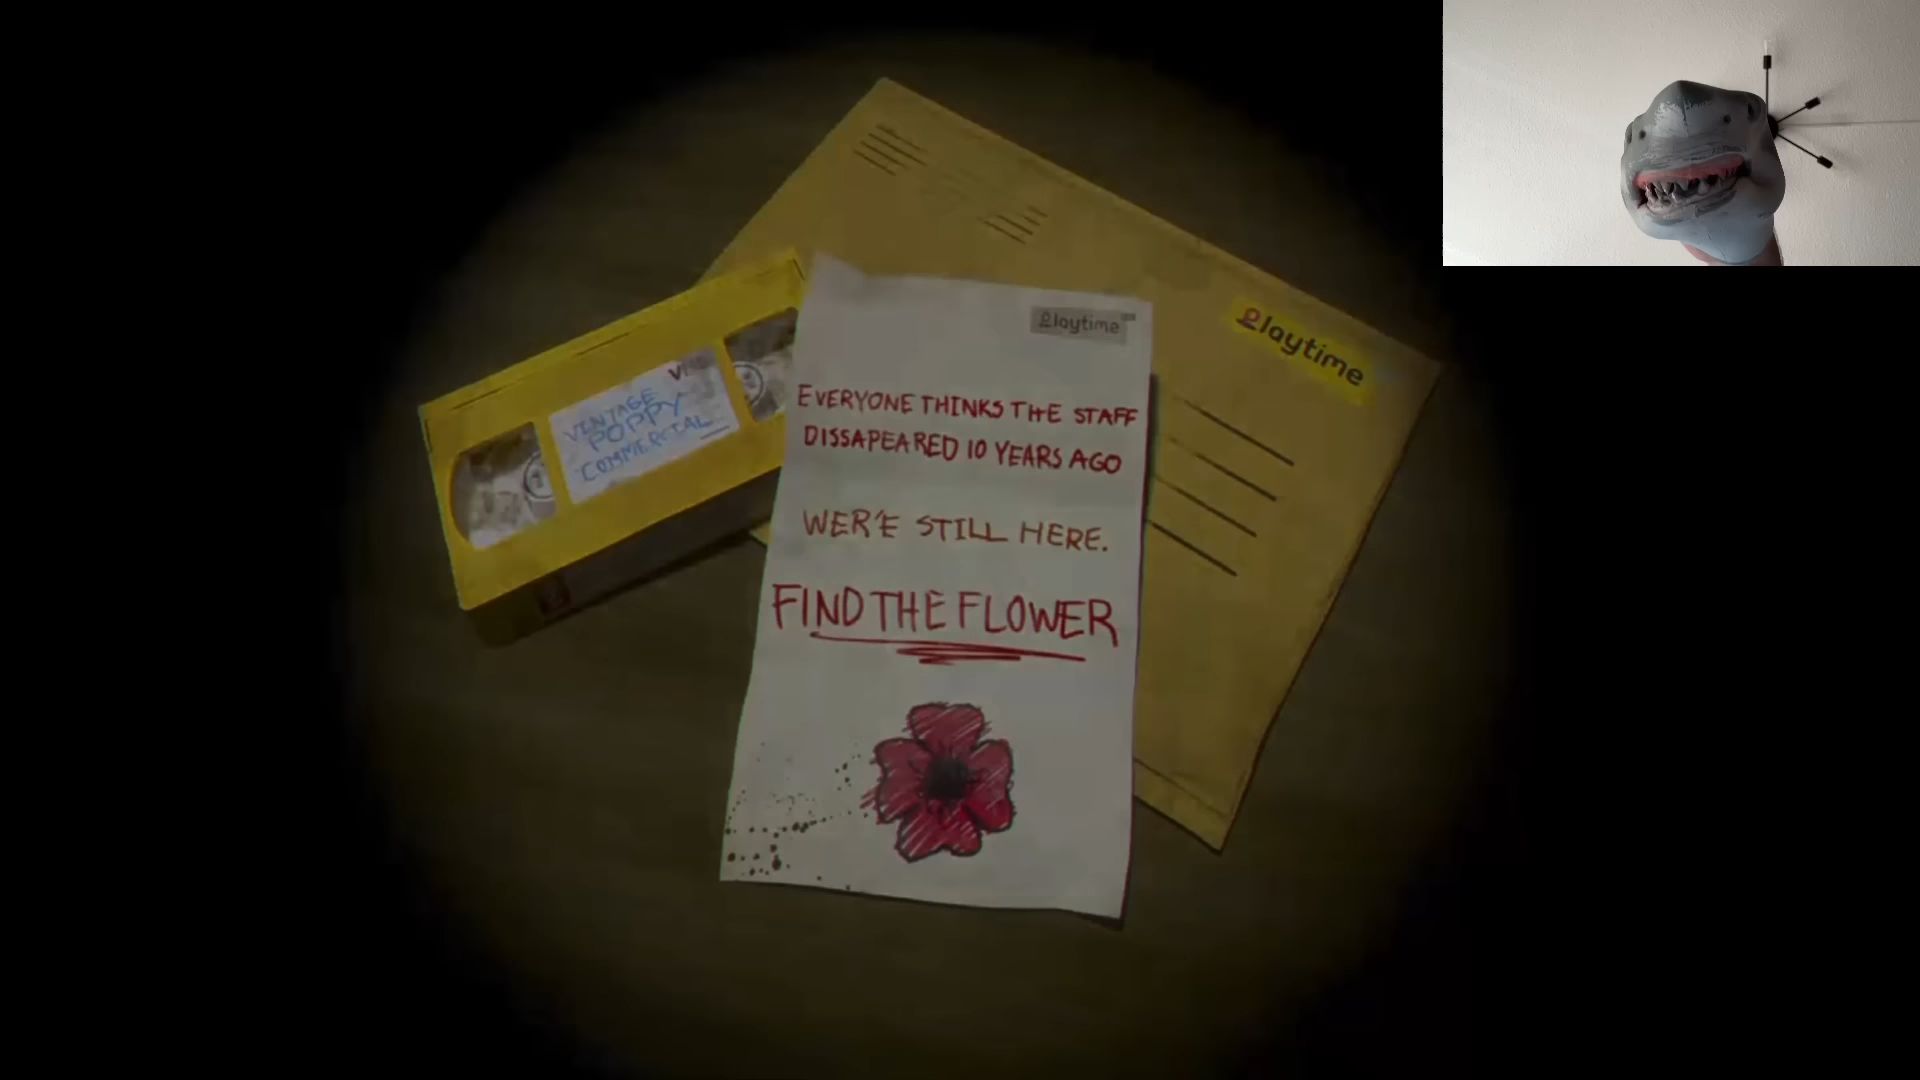 Playtime
EVERYONE THINKS THE STAFF
DISSAPEARED 10 YEARS AGO
WER'E STILL HERE.
FIND THE FLOWER
VINTAGE
POPPY
COMMERCIAL
Playtime